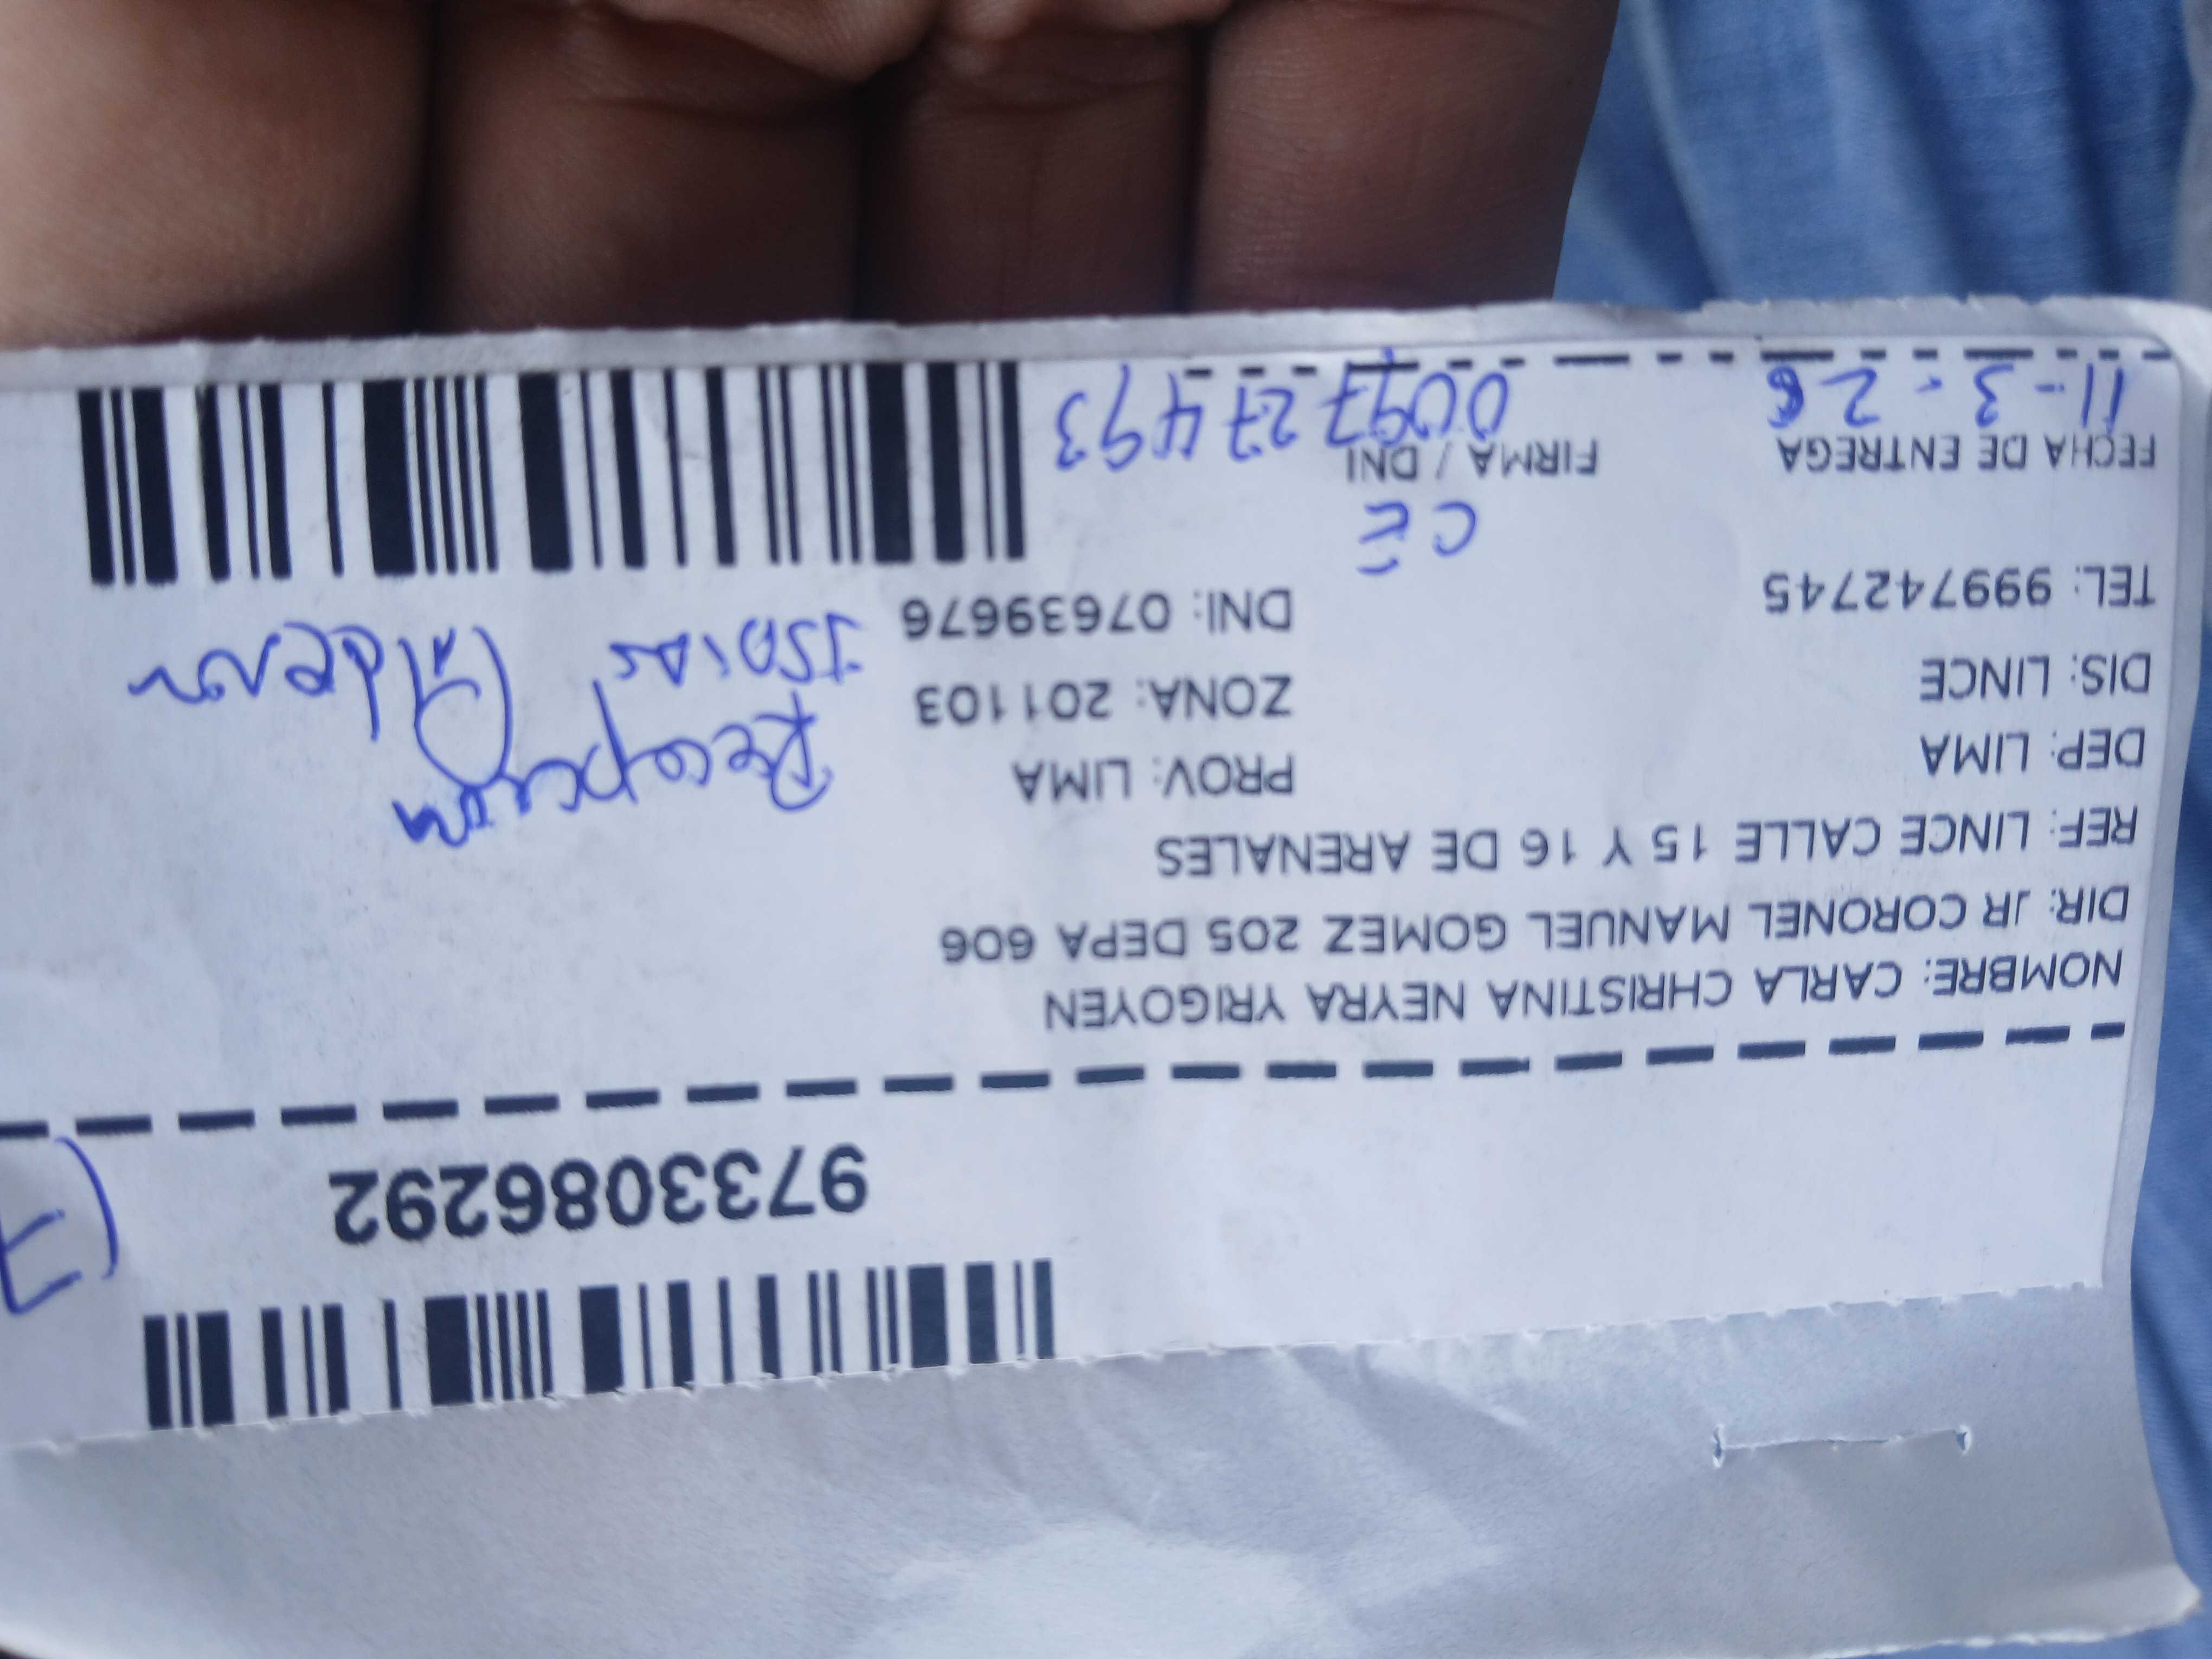 9733086292
NOMBRE: CARLA CHRISTINA NEYRA YRIGOYEN
DIR: JR CORONEL MANUEL GOMEZ 205 DEPA 606
REF: LINCE CALLE 15 Y 16 DE ARENALES
DEP: LIMA PROV: LIMA
Recepcion
DIS: LINCE ZONA: 201103
TEL: 999742745 DNI: 07639676
CE
FECHA DE ENTREGA FIRMA / DNI
11-3-26 009727493